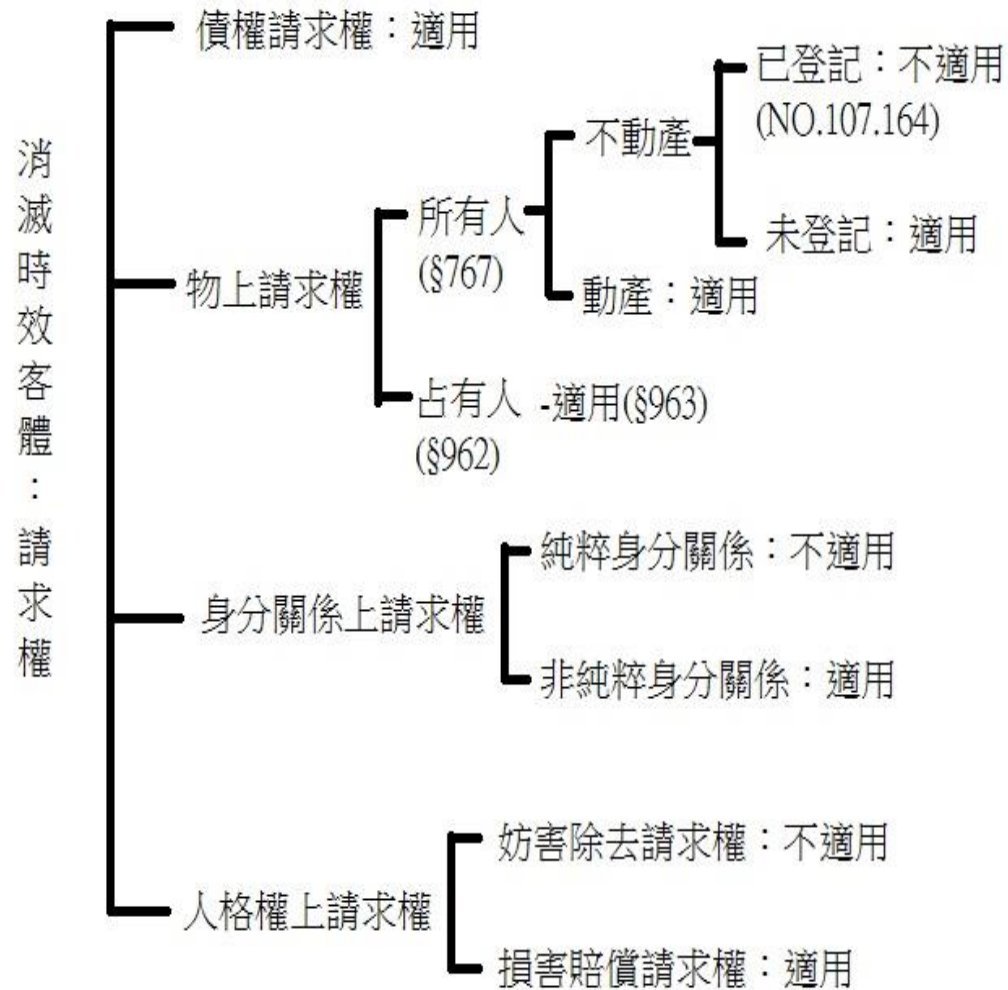 消滅時效客體：請求權
債權請求權：適用
物上請求權
所有人
(§767)
不動產
已登記：不適用
(NO.107.164)
未登記：適用
動產：適用
占有人 -適用(§963)
(§962)
身分關係上請求權
純粹身分關係：不適用
非純粹身分關係：適用
人格權上請求權
妨害除去請求權：不適用
損害賠償請求權：適用